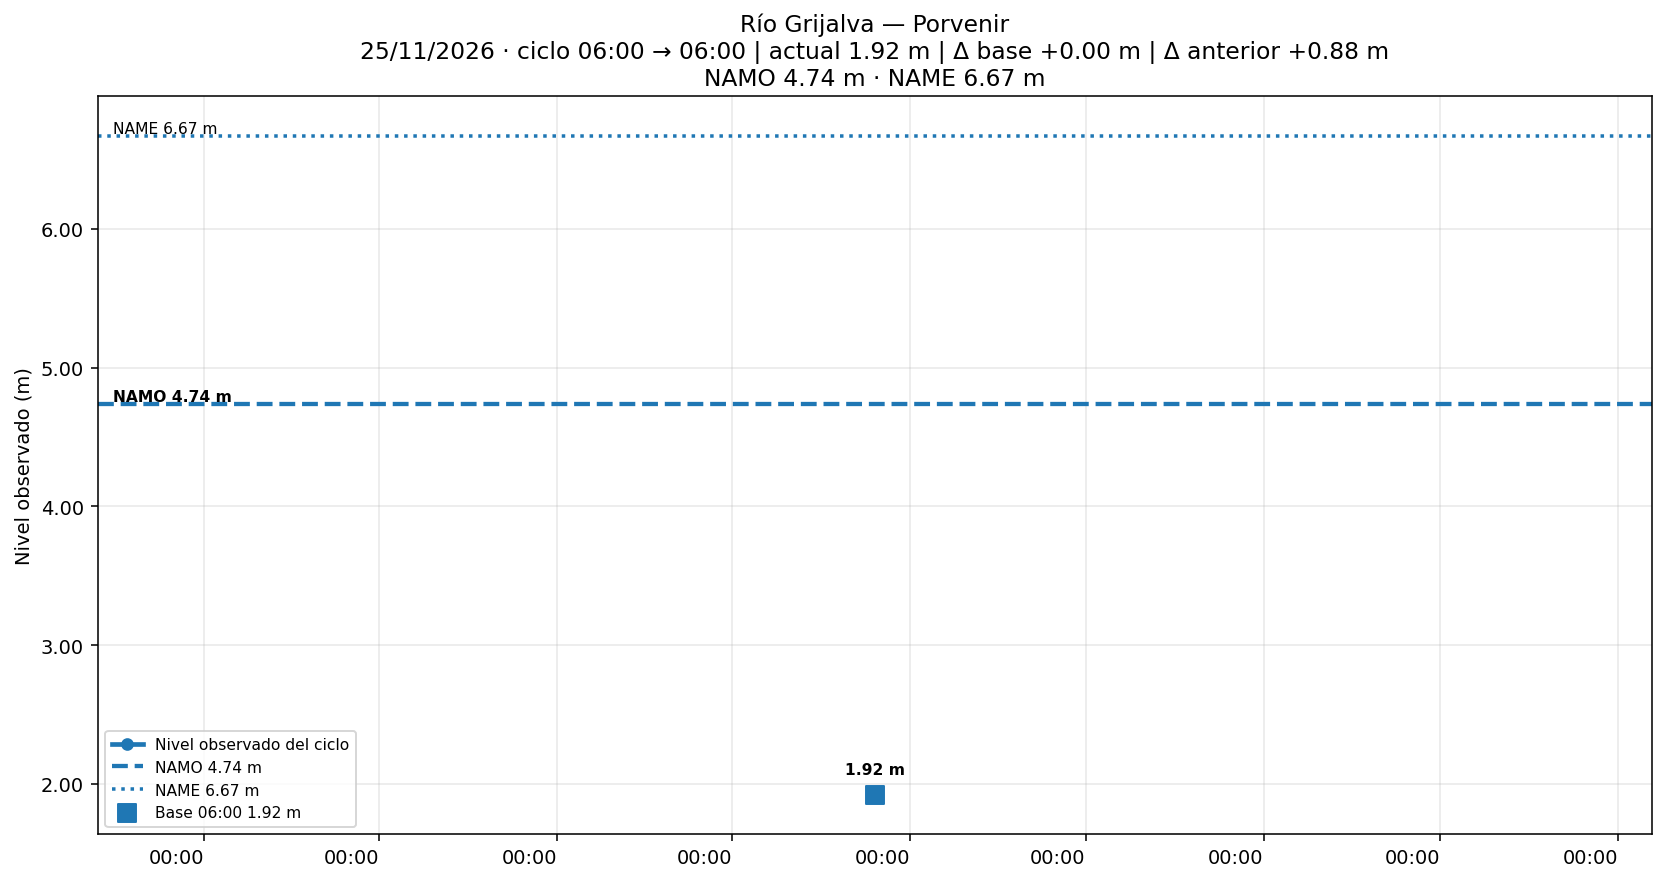 Río Grijalva — Porvenir
25/11/2026 · ciclo 06:00 → 06:00 | actual 1.92 m | Δ base +0.00 m | Δ anterior +0.88 m
NAMO 4.74 m · NAME 6.67 m
NAME 6.67 m
6.00
5.00
NAMO 4.74 m
4.00
Nivel observado (m)
3.00
2.00
1.92 m
Nivel observado del ciclo
NAMO 4.74 m
NAME 6.67 m
Base 06:00 1.92 m
00:00 00:00 00:00 00:00 00:00 00:00 00:00 00:00 00:00